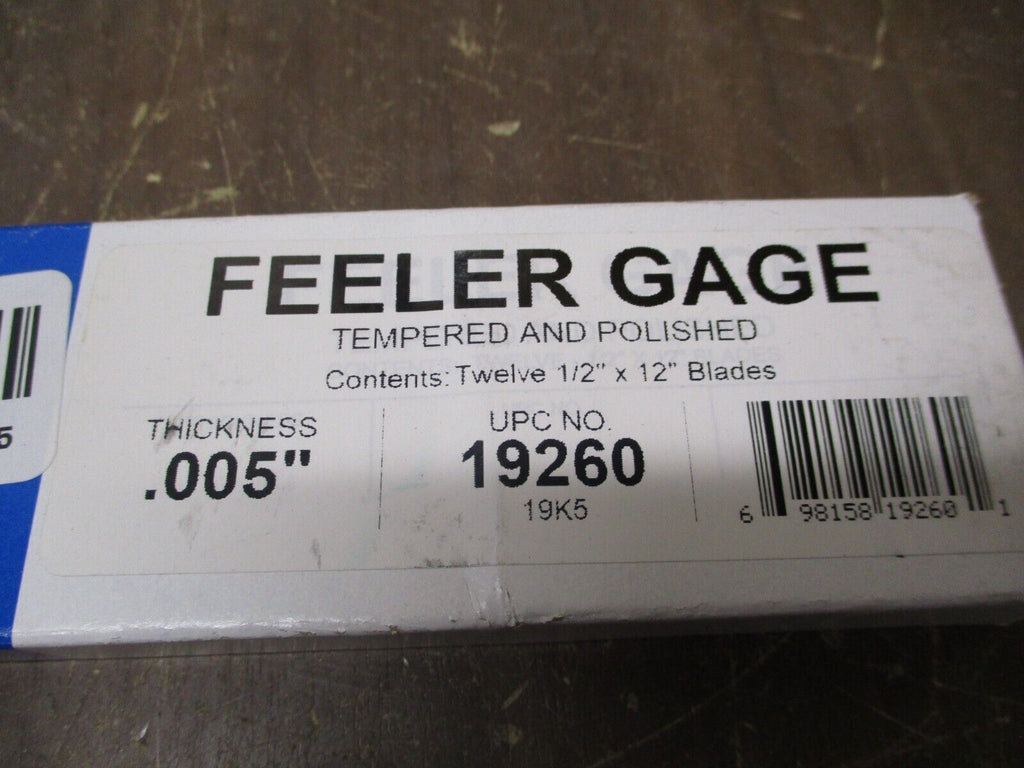 FEELER GAGE
TEMPERED AND POLISHED
Contents: Twelve 1/2" x 12" Blades
THICKNESS
.005"
UPC NO.
19260
19K5
6 98158 19260 1
5